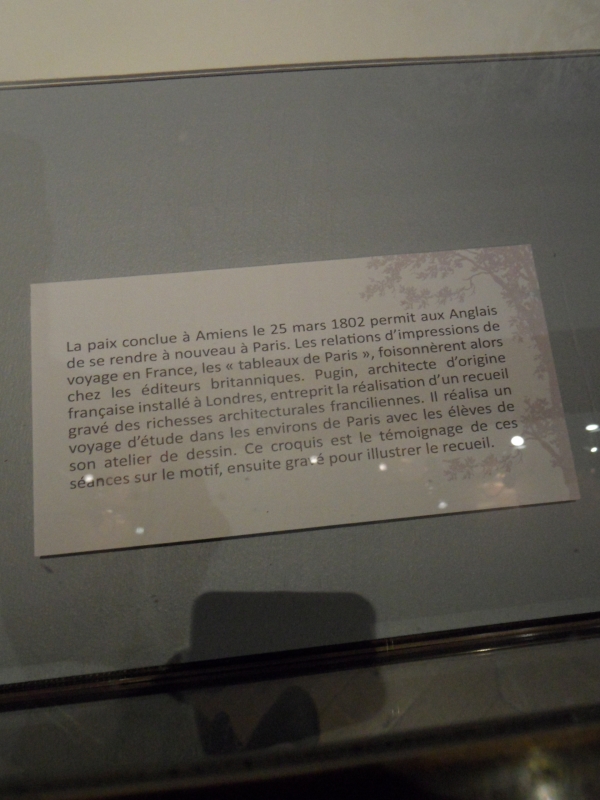 La paix conclue à Amiens le 25 mars 1802 permit aux Anglais
de se rendre à nouveau à Paris. Les relations d'impressions de
voyage en France, les « tableaux de Paris », foisonnèrent alors
chez les éditeurs britanniques. Pugin, architecte d'origine
française installé à Londres, entreprit la réalisation d'un recueil
gravé des richesses architecturales franciliennes. Il réalisa un
voyage d'étude dans les environs de Paris avec les élèves de
son atelier de dessin. Ce croquis est le témoignage de ces
séances sur le motif, ensuite gravé pour illustrer le recueil.